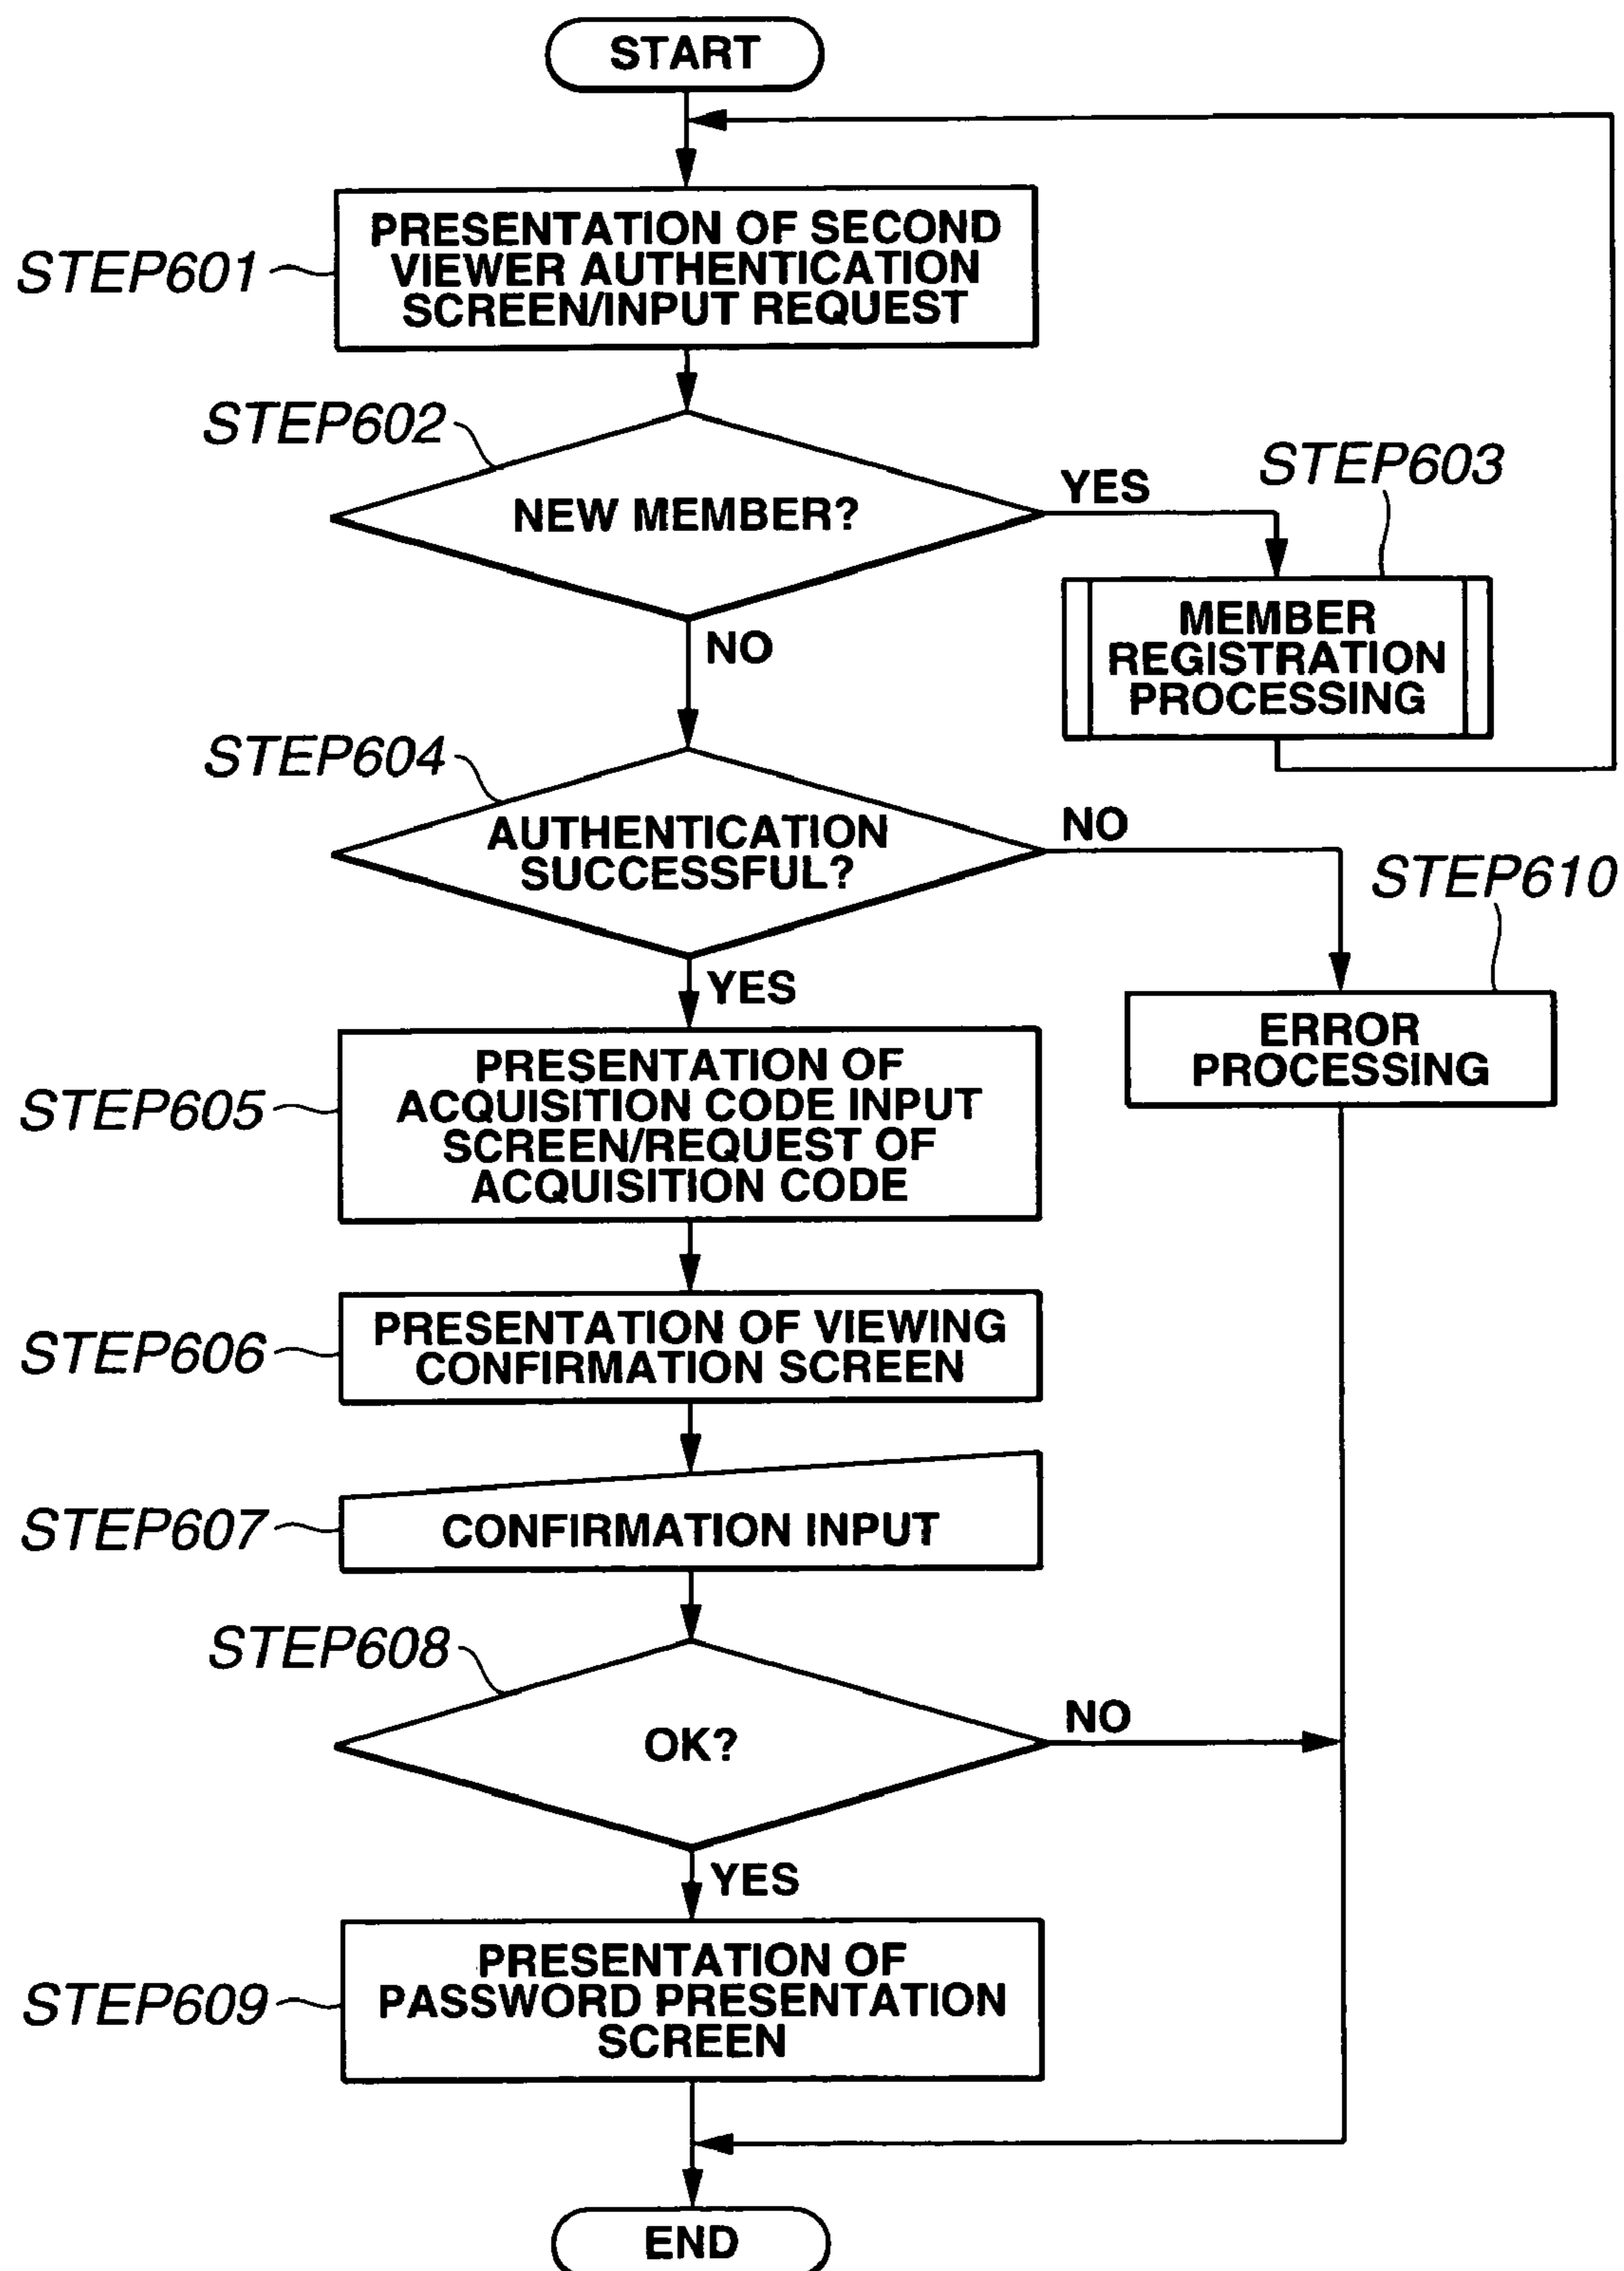 START
STEP601
PRESENTATION OF SECOND
VIEWER AUTHENTICATION
SCREEN/INPUT REQUEST
STEP602
NEW MEMBER?
YES
STEP603
MEMBER
REGISTRATION
PROCESSING
NO
STEP604
AUTHENTICATION
SUCCESSFUL?
NO
STEP610
ERROR
PROCESSING
YES
STEP605
PRESENTATION OF
ACQUISITION CODE INPUT
SCREEN/REQUEST OF
ACQUISITION CODE
STEP606
PRESENTATION OF VIEWING
CONFIRMATION SCREEN
STEP607
CONFIRMATION INPUT
STEP608
OK?
NO
YES
STEP609
PRESENTATION OF
PASSWORD PRESENTATION
SCREEN
END